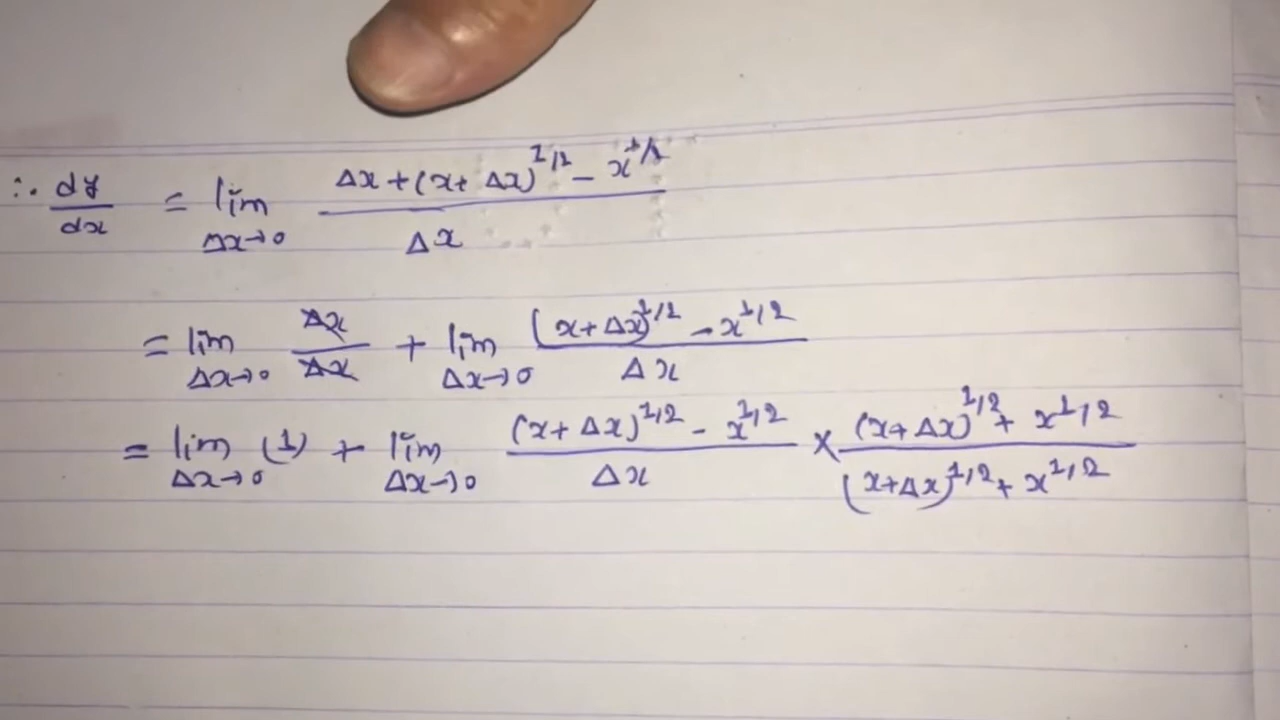 ∴ dy/dx = lim Δx→0 (Δx + (x + Δx)^1/2 − x^1/2) / Δx
= lim Δx→0 Δx/Δx + lim Δx→0 ((x + Δx)^1/2 − x^1/2) / Δx
= lim Δx→0 (1) + lim Δx→0 ((x + Δx)^1/2 − x^1/2) / Δx × ((x + Δx)^1/2 + x^1/2) / ((x + Δx)^1/2 + x^1/2)